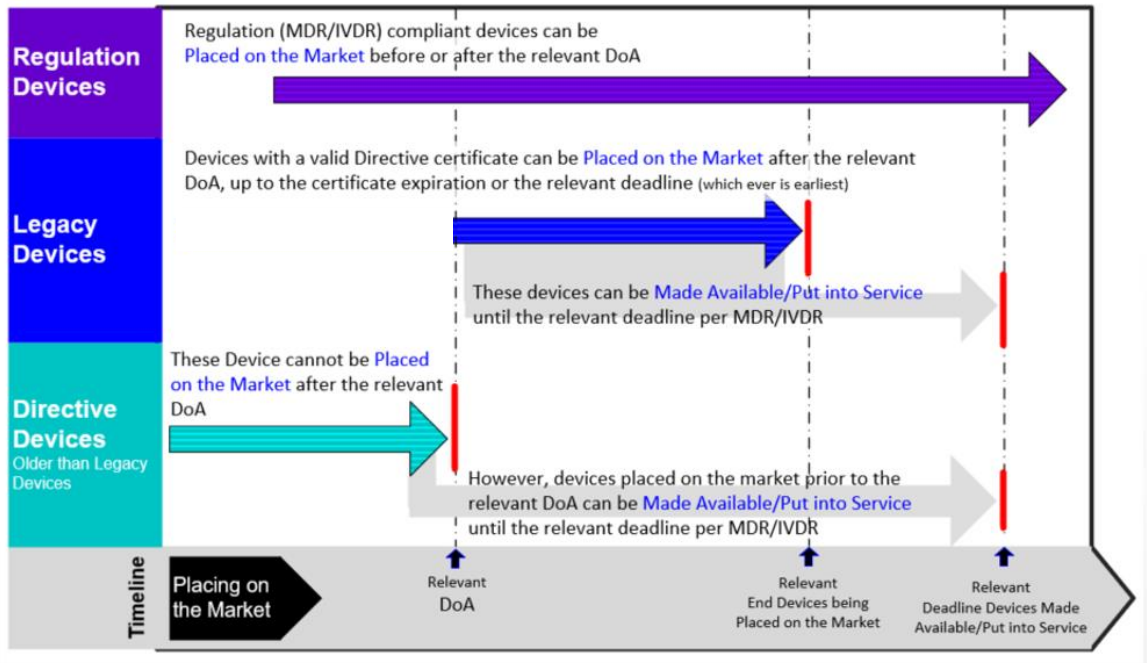 Regulation
Devices
Regulation (MDR/IVDR) compliant devices can be
Placed on the Market before or after the relevant DoA
Legacy
Devices
Devices with a valid Directive certificate can be Placed on the Market after the relevant
DoA, up to the certificate expiration or the relevant deadline (which ever is earliest)
These devices can be Made Available/Put into Service
until the relevant deadline per MDR/IVDR
Directive
Devices
Older than Legacy
Devices
These Device cannot be Placed
on the Market after the relevant
DoA
However, devices placed on the market prior to the
relevant DoA can be Made Available/Put into Service
until the relevant deadline per MDR/IVDR
Timeline
Placing on
the Market
Relevant
DoA
Relevant
End Devices being
Placed on the Market
Relevant
Deadline Devices Made
Available/Put into Service